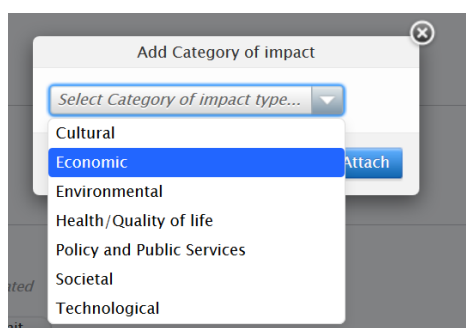 Add Category of impact
Select Category of impact type...
Cultural
Economic
Attach
Environmental
Health/Quality of life
Policy and Public Services
Societal
Technological